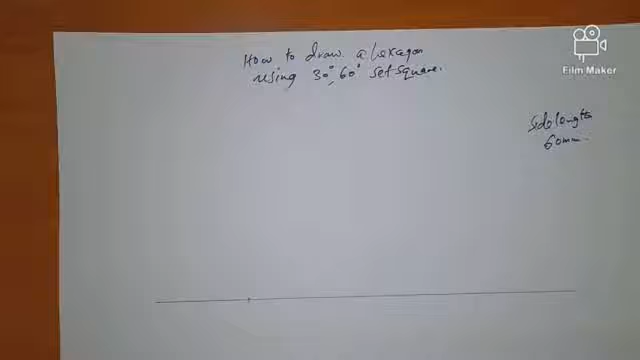 How to draw a hexagon
using 30°, 60° set square.
Side length
60mm
Film Maker